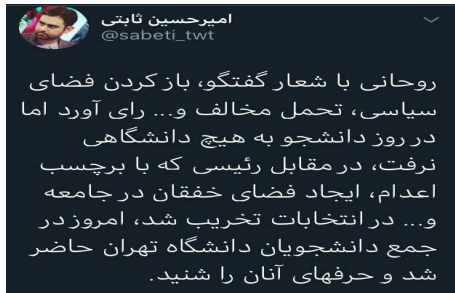 امیرحسین ثابتی
@sabeti_twt
روحانی با شعار گفتگو، باز کردن فضای
سیاسی، تحمل مخالف و... رای آورد اما
در روز دانشجو به هیچ دانشگاهی
نرفت، در مقابل رئیسی که با برچسب
اعدام، ایجاد فضای خفقان در جامعه
و... در انتخابات تخریب شد، امروز در
جمع دانشجویان دانشگاه تهران حاضر
شد و حرفهای آنان را شنید.